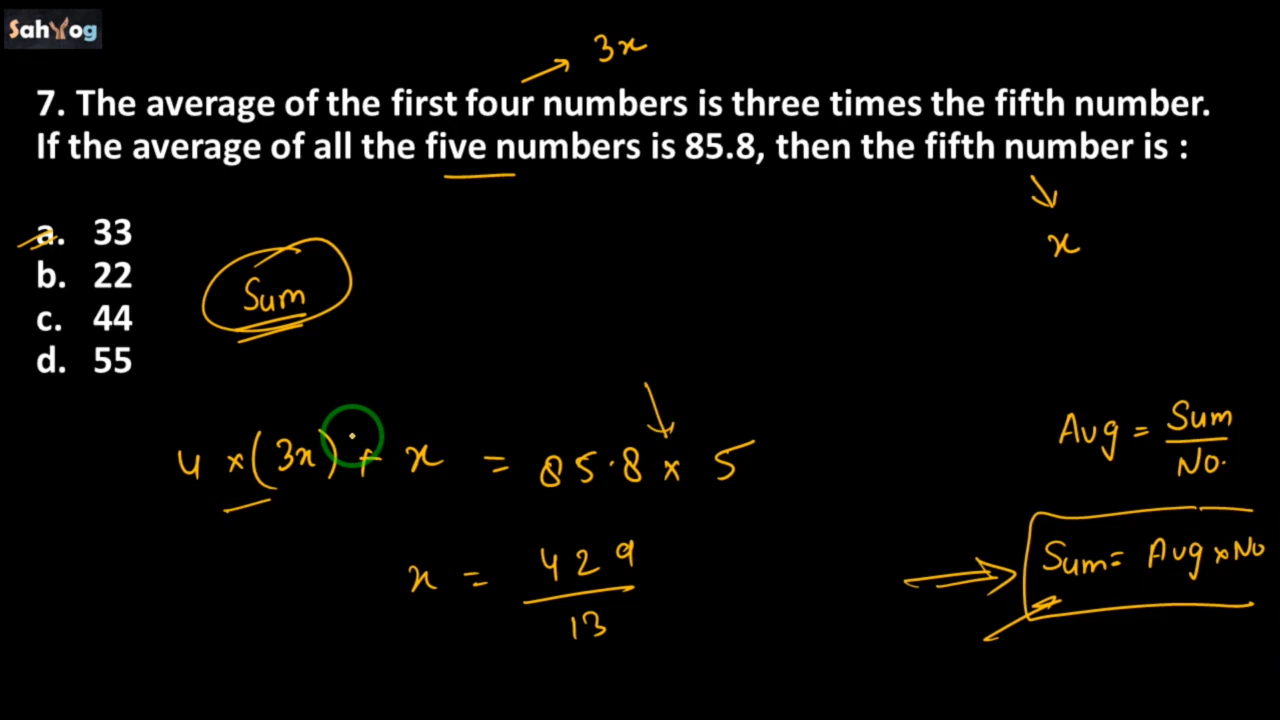 SahYog
3x
7. The average of the first four numbers is three times the fifth number.
If the average of all the five numbers is 85.8, then the fifth number is :
x
a. 33
b. 22
c. 44
d. 55
Sum
4 × (3x) + x = 85.8 × 5
x = 429/13
Avg = Sum/No.
Sum = Avg × No